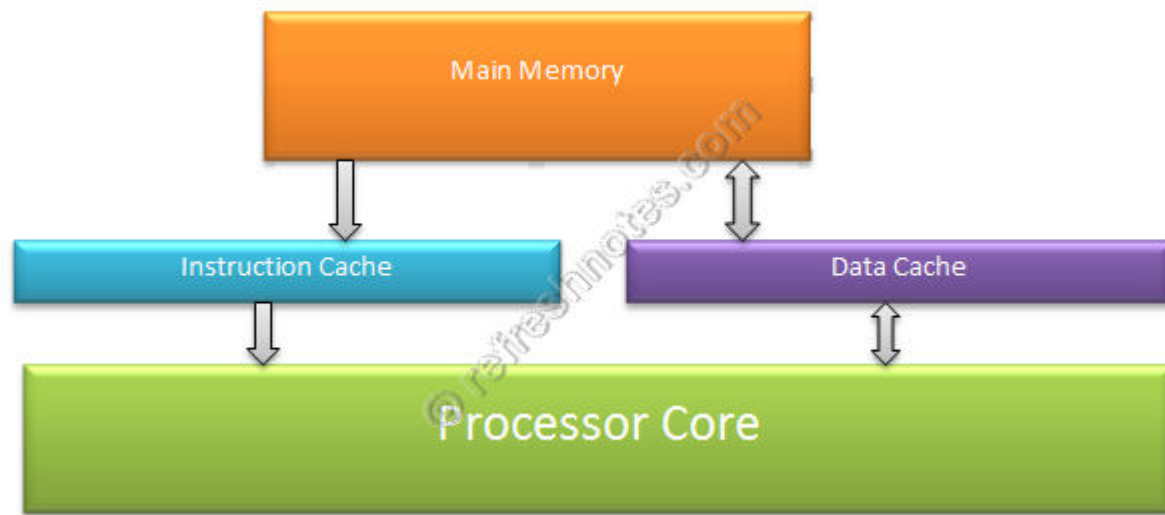 Main Memory
Instruction Cache
Data Cache
© refreshnotes.com
Processor Core